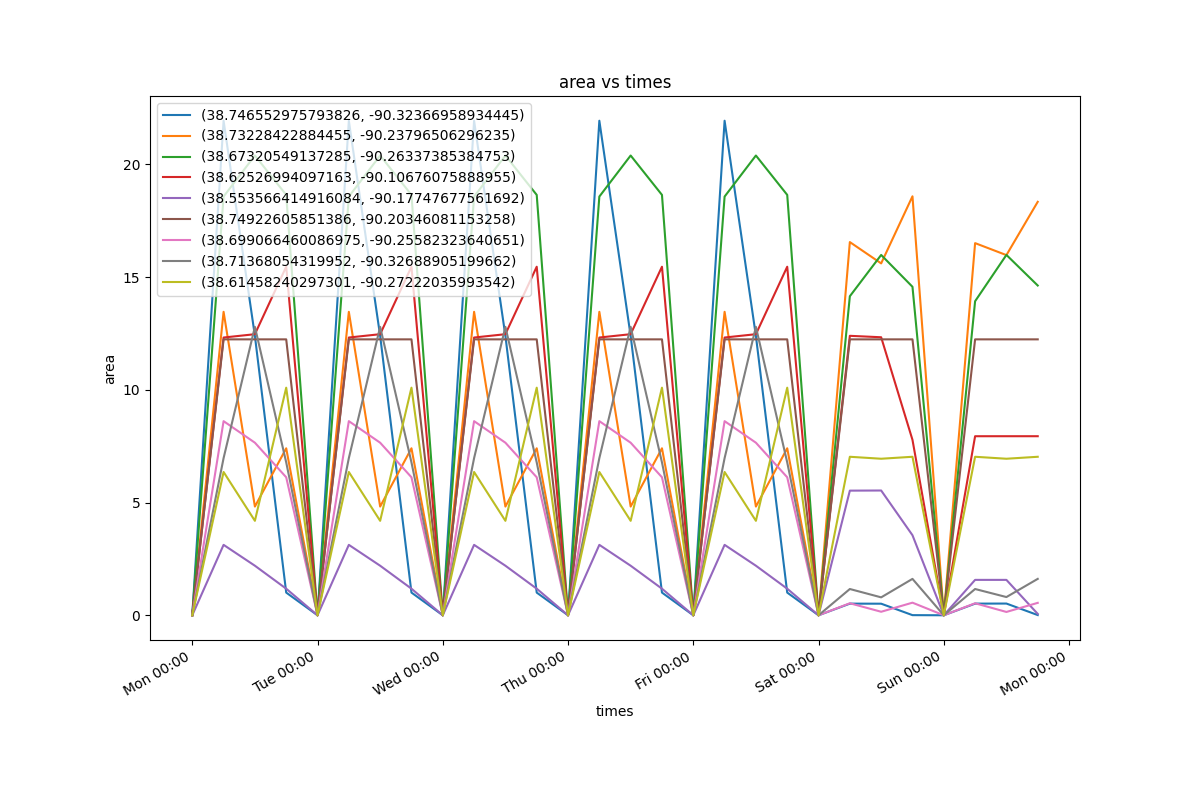 area vs times
(38.746552975793826, -90.32366958934445)
(38.73228422884455, -90.23796506296235)
(38.67320549137285, -90.26337385384753)
(38.62526994097163, -90.10676075888955)
(38.553566414916084, -90.17747677561692)
(38.74922605851386, -90.20346081153258)
(38.699066460086975, -90.25582323640651)
(38.71368054319952, -90.32688905199662)
(38.61458240297301, -90.27222035993542)
area
20
15
10
5
0
Mon 00:00
Tue 00:00
Wed 00:00
Thu 00:00
Fri 00:00
Sat 00:00
Sun 00:00
Mon 00:00
times